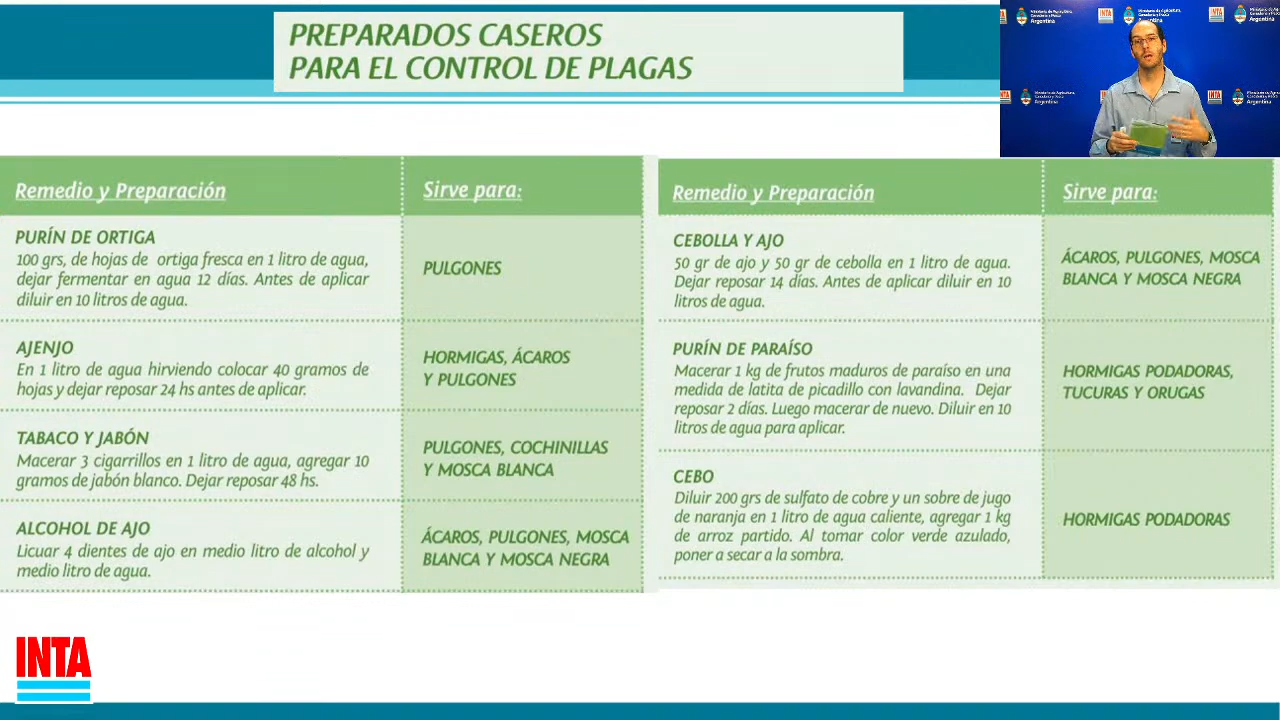 PREPARADOS CASEROS
PARA EL CONTROL DE PLAGAS
Ministerio de Agricultura,
Ganadería y Pesca
Argentina
INTA
Remedio y Preparación
Sirve para:
PURÍN DE ORTIGA
100 grs, de hojas de ortiga fresca en 1 litro de agua,
dejar fermentar en agua 12 días. Antes de aplicar
diluir en 10 litros de agua.
PULGONES
AJENJO
En 1 litro de agua hirviendo colocar 40 gramos de
hojas y dejar reposar 24 hs antes de aplicar.
HORMIGAS, ÁCAROS
Y PULGONES
TABACO Y JABÓN
Macerar 3 cigarrillos en 1 litro de agua, agregar 10
gramos de jabón blanco. Dejar reposar 48 hs.
PULGONES, COCHINILLAS
Y MOSCA BLANCA
ALCOHOL DE AJO
Licuar 4 dientes de ajo en medio litro de alcohol y
medio litro de agua.
ÁCAROS, PULGONES, MOSCA
BLANCA Y MOSCA NEGRA
Remedio y Preparación
Sirve para:
CEBOLLA Y AJO
50 gr de ajo y 50 gr de cebolla en 1 litro de agua.
Dejar reposar 14 días. Antes de aplicar diluir en 10
litros de agua.
ÁCAROS, PULGONES, MOSCA
BLANCA Y MOSCA NEGRA
PURÍN DE PARAÍSO
Macerar 1 kg de frutos maduros de paraíso en una
medida de latita de picadillo con lavandina. Dejar
reposar 2 días. Luego macerar de nuevo. Diluir en 10
litros de agua para aplicar.
HORMIGAS PODADORAS,
TUCURAS Y ORUGAS
CEBO
Diluir 200 grs de sulfato de cobre y un sobre de jugo
de naranja en 1 litro de agua caliente, agregar 1 kg
de arroz partido. Al tomar color verde azulado,
poner a secar a la sombra.
HORMIGAS PODADORAS
INTA